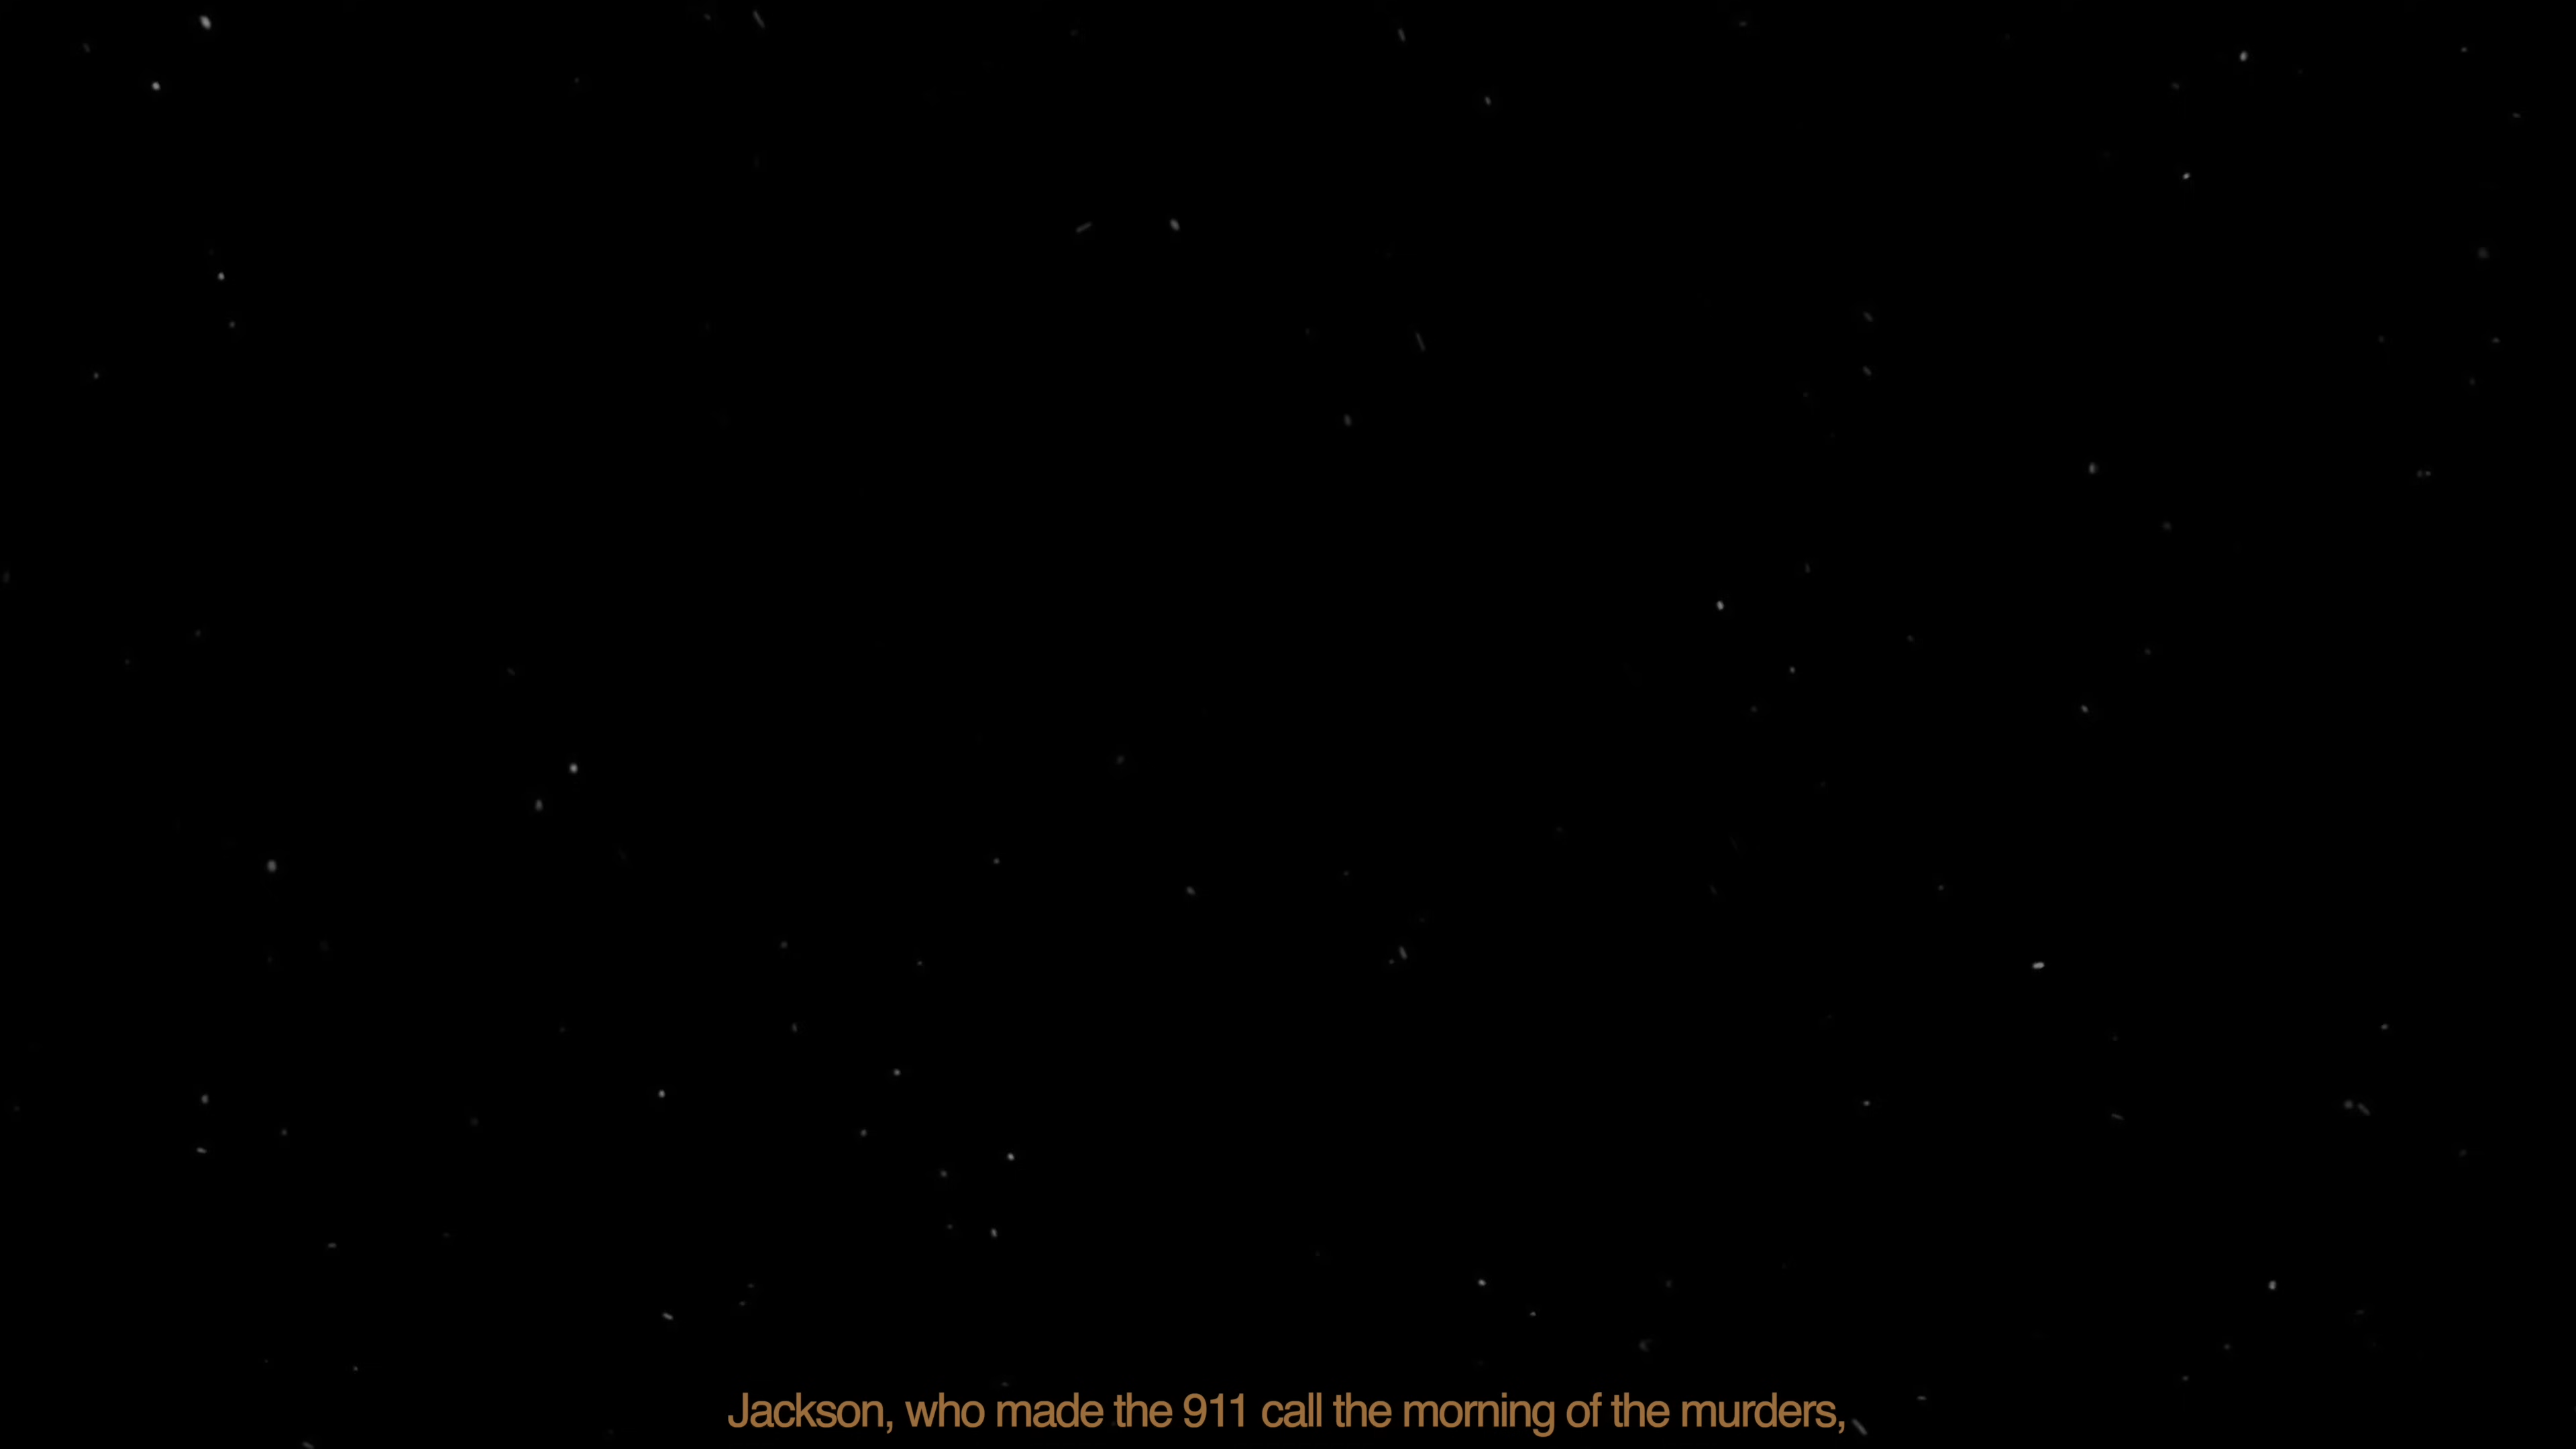 Jackson, who made the 911 call the morning of the murders,